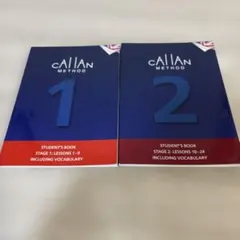 CALLAN
METHOD
1
STUDENT'S BOOK
STAGE 1: LESSONS 1-9
INCLUDING VOCABULARY
CALLAN
METHOD
2
STUDENT'S BOOK
STAGE 2: LESSONS 10-24
INCLUDING VOCABULARY